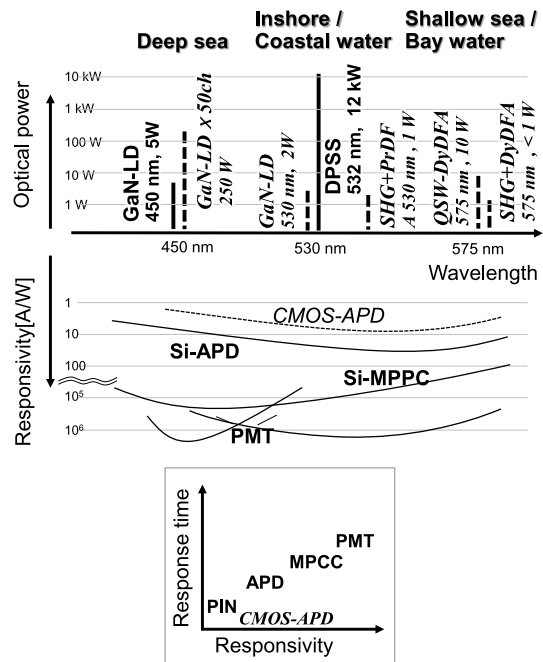 Deep sea
Inshore /
Coastal water
Shallow sea /
Bay water
Optical power
10 kW
1 kW
100 W
10 W
1 W
GaN-LD
450 nm, 5W
GaN-LD x 50ch
250 W
GaN-LD
530 nm, 2W
DPSS
532 nm, 12 kW
SHG+PrDF
A 530 nm, 1 W
QSW-DyDFA
575 nm, 10 W
SHG+DyDFA
575 nm, < 1 W
450 nm
530 nm
575 nm
Wavelength
Responsivity[A/W]
1
10
100
10⁵
10⁶
CMOS-APD
Si-APD
Si-MPPC
PMT
Response time
PMT
MPCC
APD
PIN
CMOS-APD
Responsivity